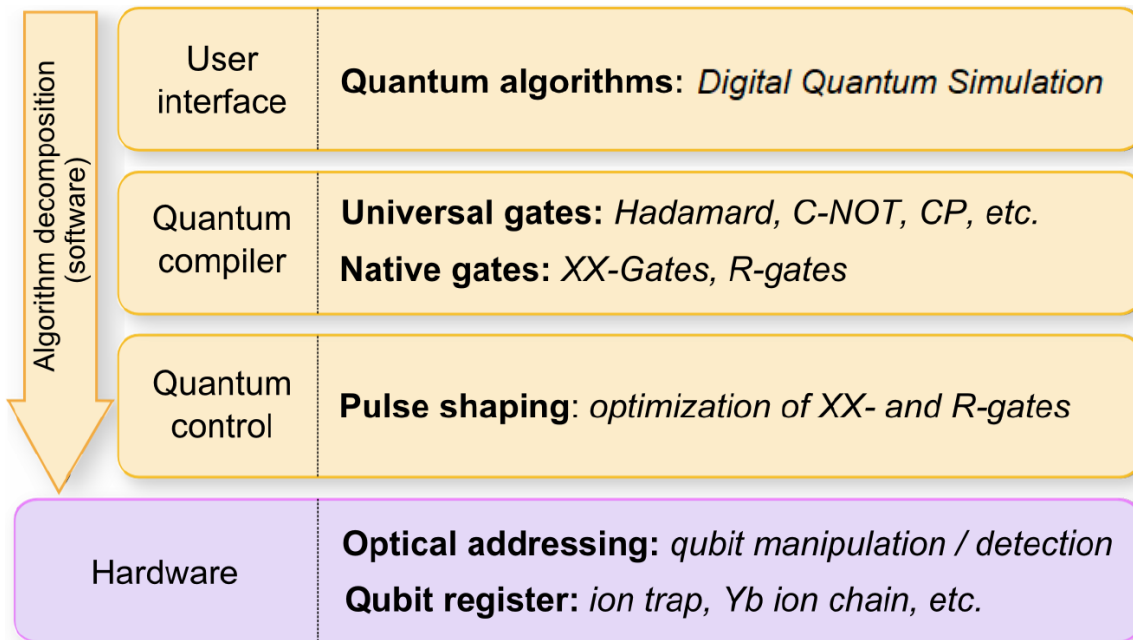 Algorithm decomposition
(software)
User
interface
Quantum algorithms: Digital Quantum Simulation
Quantum
compiler
Universal gates: Hadamard, C-NOT, CP, etc.
Native gates: XX-Gates, R-gates
Quantum
control
Pulse shaping: optimization of XX- and R-gates
Hardware
Optical addressing: qubit manipulation / detection
Qubit register: ion trap, Yb ion chain, etc.